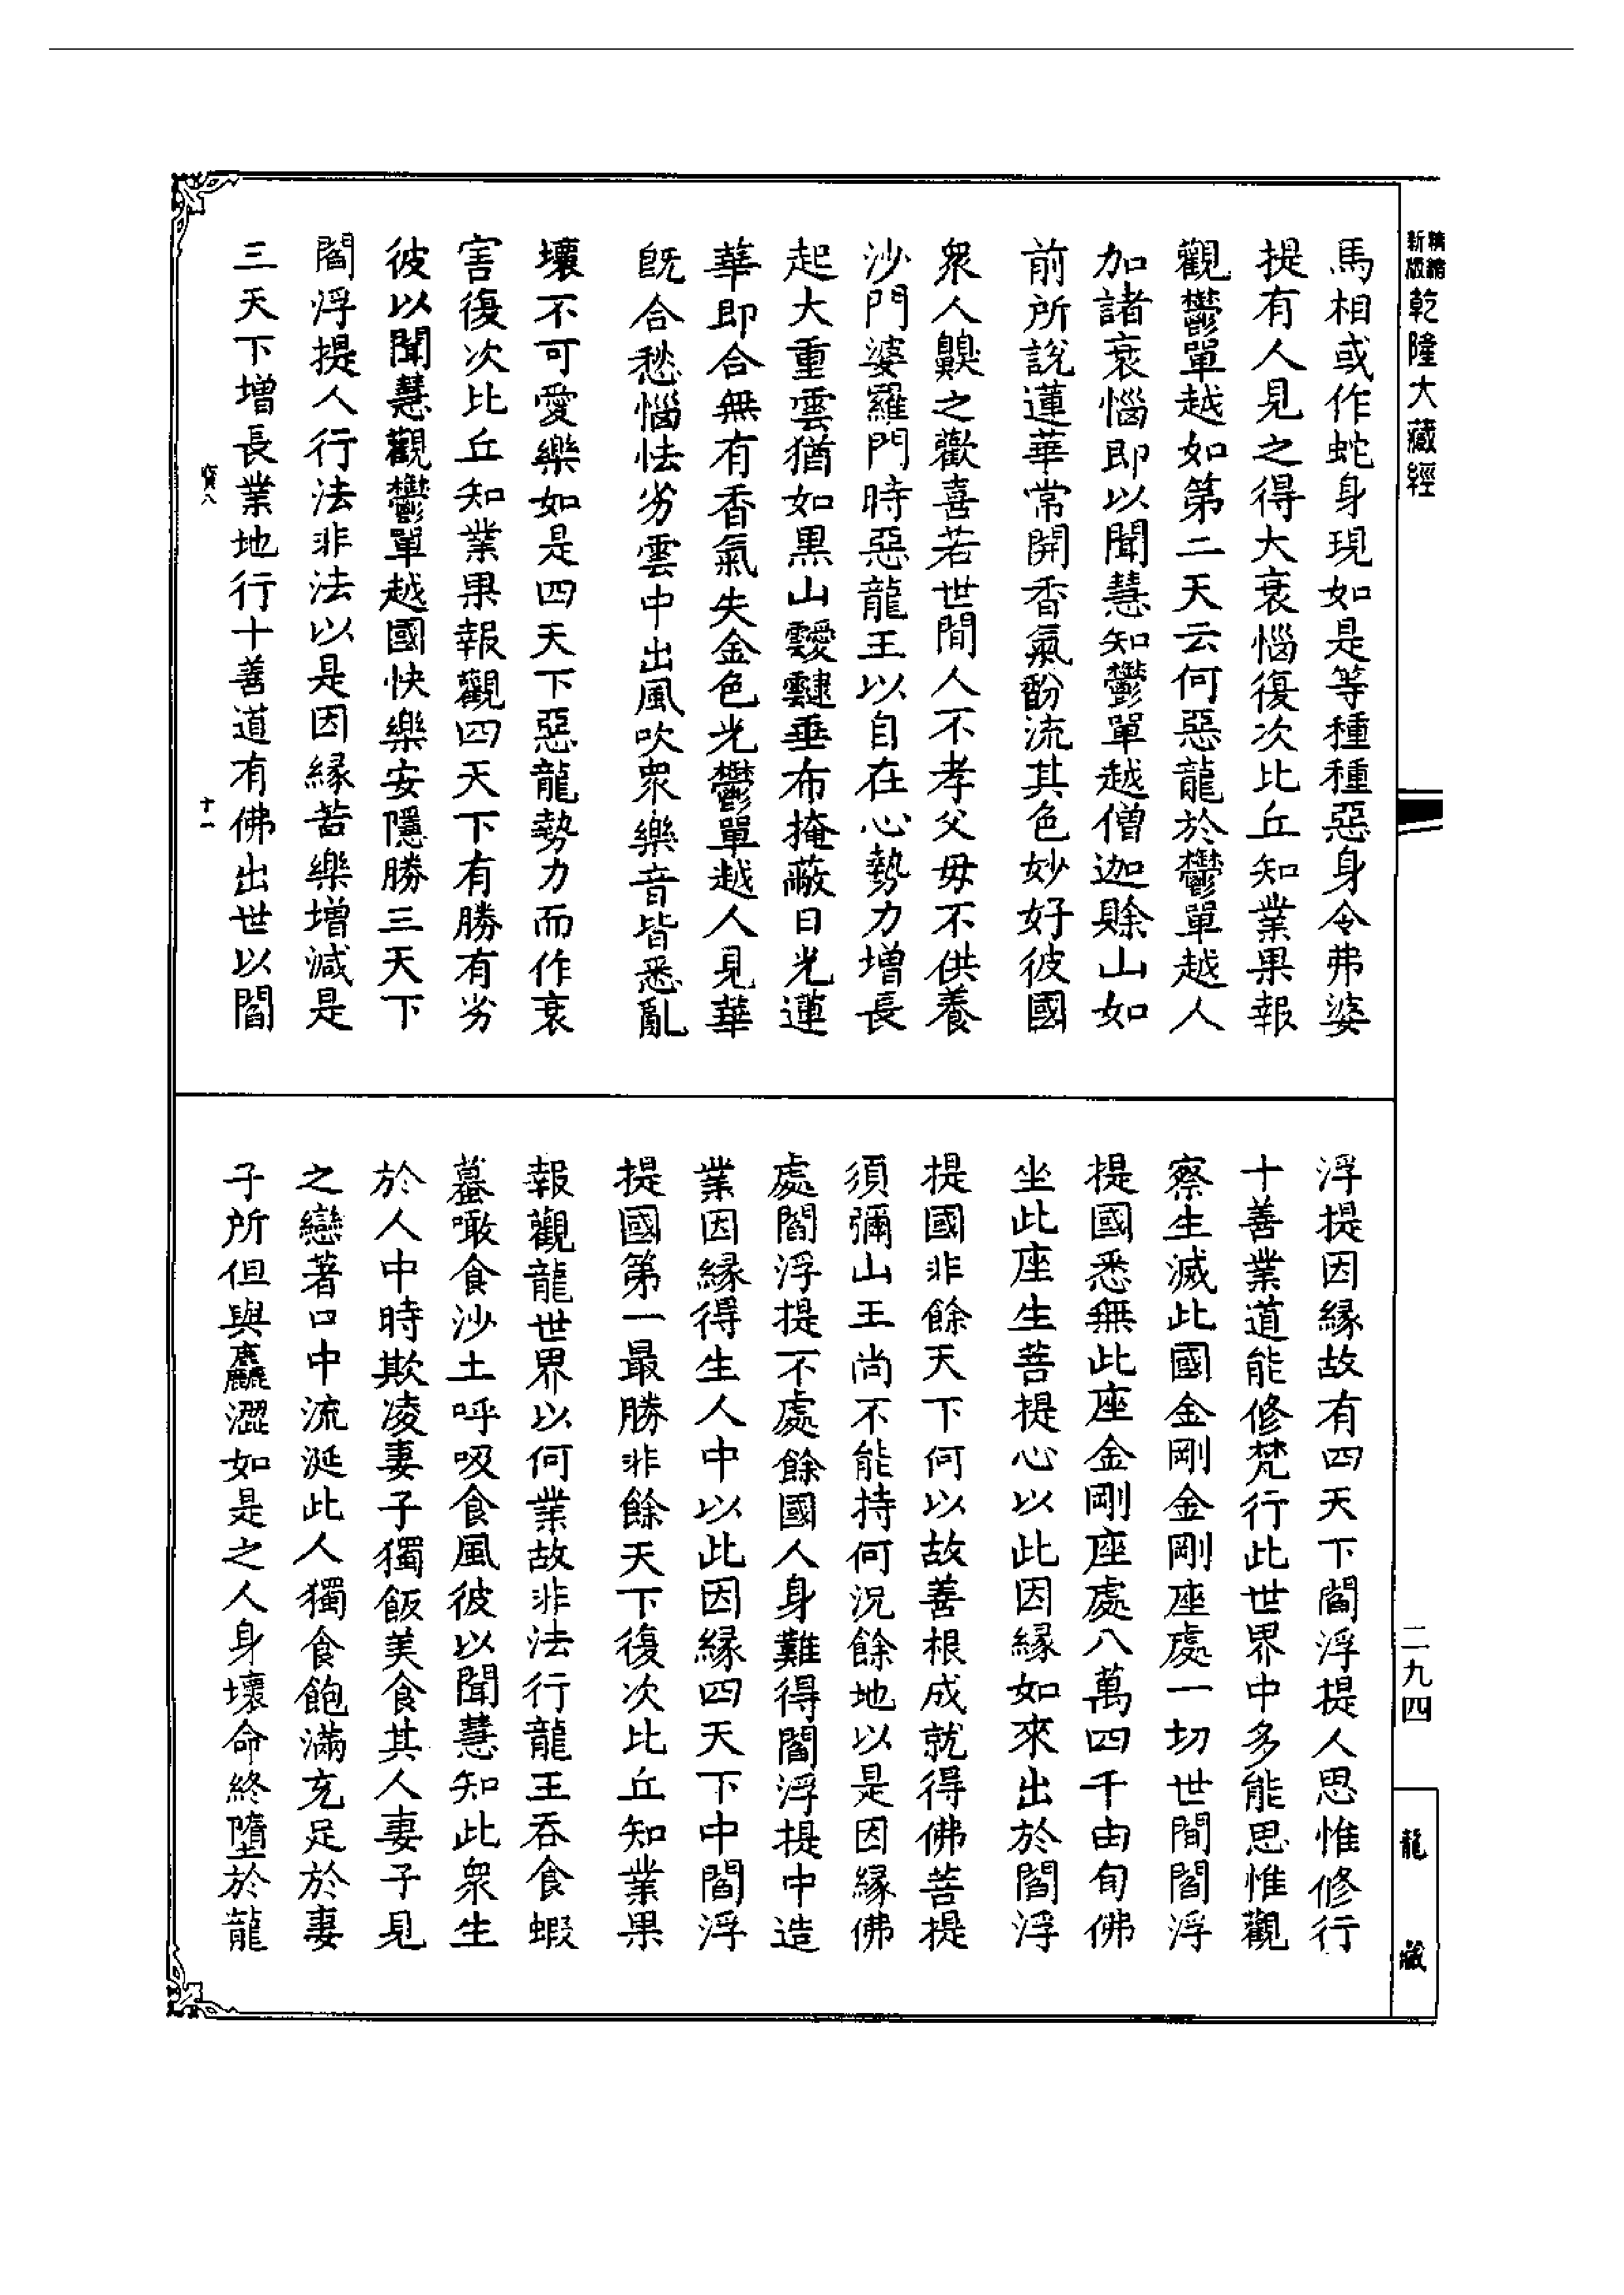 精繕
新版
乾隆大藏經
馬相或作蛇身現如是等種種惡身令弗婆
提有人見之得大衰惱復次比丘知業果報
觀鬱單越如第二天云何惡龍於鬱單越人
加諸衰惱即以聞慧知鬱單越僧迦賒山如
前所說蓮華常開香氣馚流其色妙好彼國
衆人齅之歡喜若世間人不孝父母不供養
沙門婆羅門時惡龍王以自在心勢力增長
起大重雲猶如黑山靉靆垂布掩蔽日光蓮
華即合無有香氣失金色光鬱單越人見華
既合愁惱怯劣雲中出風吹衆樂音皆悉亂
壞不可愛樂如是四天下惡龍勢力而作衰
害復次比丘知業果報觀四天下有勝有劣
彼以聞慧觀鬱單越國快樂安隱勝三天下
閻浮提人行法非法以是因緣苦樂增減是
三天下增長業地行十善道有佛出世以閻
十一
浮提因緣故有四天下閻浮提人思惟修行
十善業道能修梵行此世界中多能思惟觀
察生滅此國金剛金剛座處一切世間閻浮
提國悉無此座金剛座處八萬四千由旬佛
坐此座生菩提心以此因緣如來出於閻浮
提國非餘天下何以故善根成就得佛菩提
須彌山王尚不能持何況餘地以是因緣佛
處閻浮提不處餘國人身難得閻浮提中造
業因緣得生人中以此因緣四天下中閻浮
提國第一最勝非餘天下復次比丘知業果
報觀龍世界以何業故非法行龍王吞食蝦
蟇噉食沙土呼吸食風彼以聞慧知此衆生
於人中時欺凌妻子獨飯美食其人妻子見
之戀著口中流涎此人獨食飽滿充足於妻
子所但與麤澀如是之人身壞命終墮於龍
二九四
龍藏